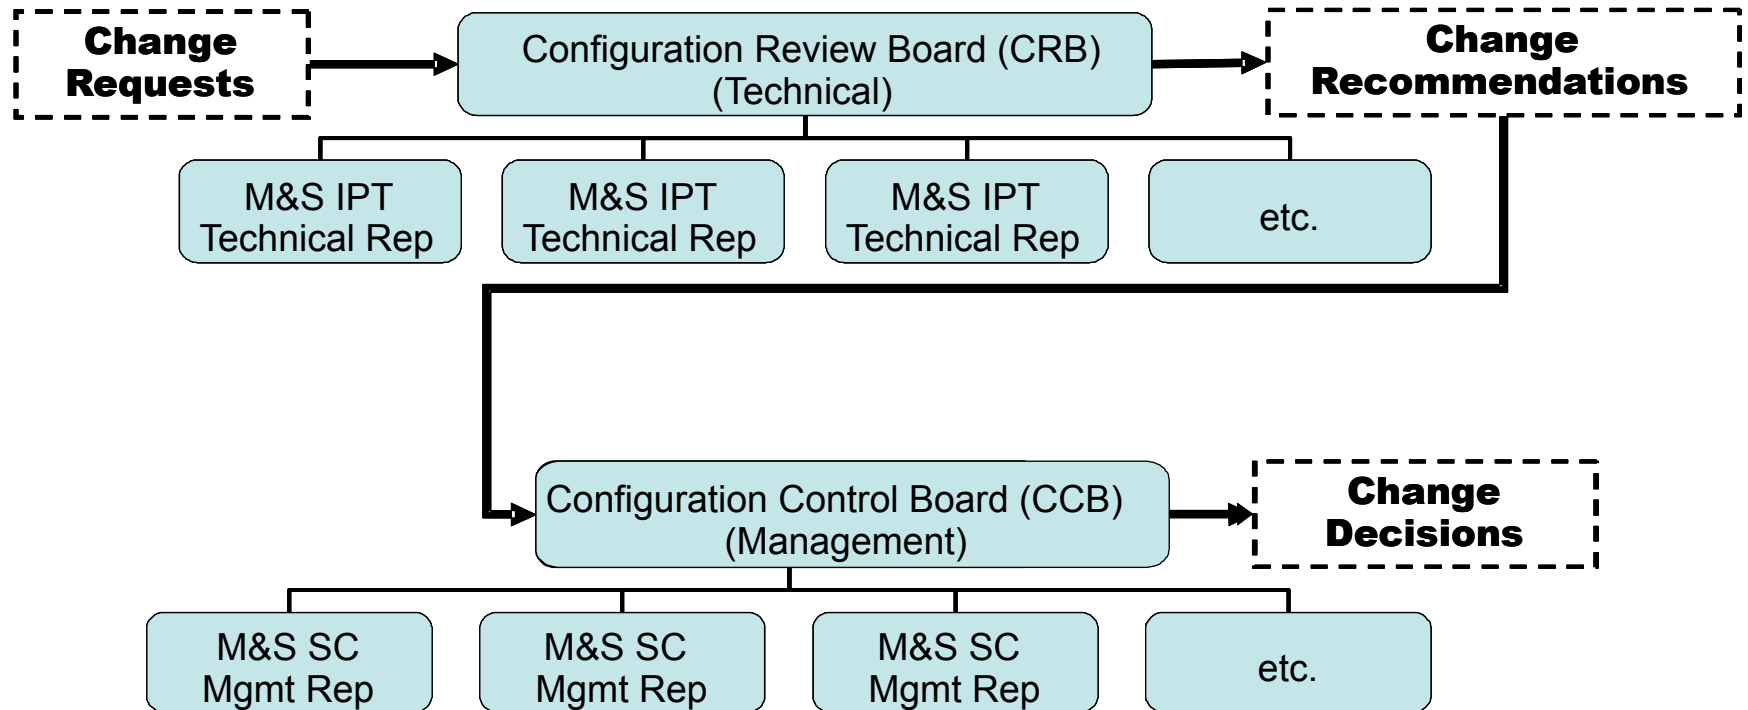 Change
Requests
Configuration Review Board (CRB)
(Technical)
Change
Recommendations
M&S IPT
Technical Rep
M&S IPT
Technical Rep
M&S IPT
Technical Rep
etc.
Configuration Control Board (CCB)
(Management)
Change
Decisions
M&S SC
Mgmt Rep
M&S SC
Mgmt Rep
M&S SC
Mgmt Rep
etc.